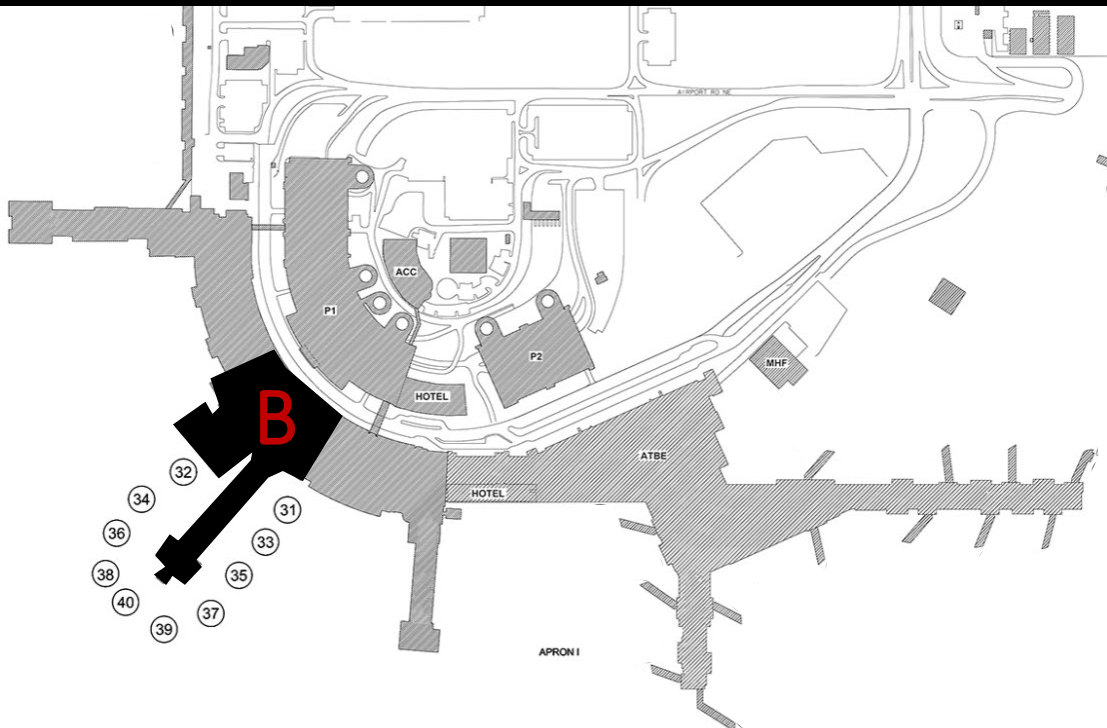 AIRPORT RD NE
ACC
P1
P2
MHF
HOTEL
B
ATBE
HOTEL
32
34
31
36
33
38
35
40
37
39
APRON I